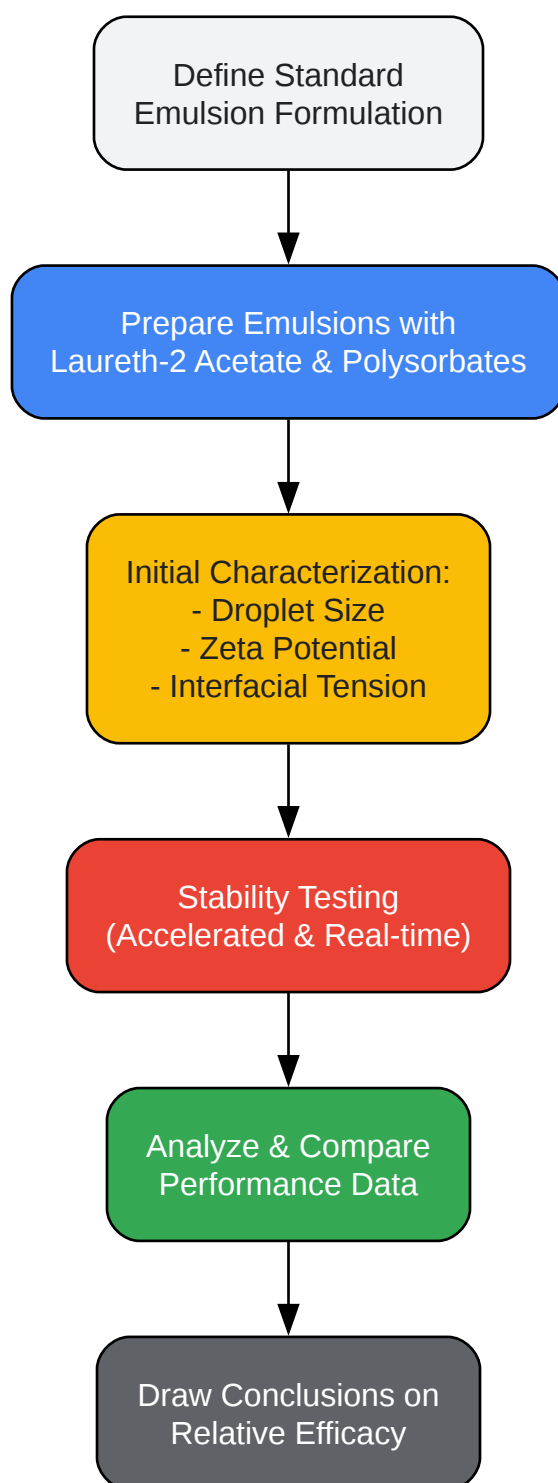 Define Standard
Emulsion Formulation
Prepare Emulsions with
Laureth-2 Acetate & Polysorbates
Initial Characterization:
- Droplet Size
- Zeta Potential
- Interfacial Tension
Stability Testing
(Accelerated & Real-time)
Analyze & Compare
Performance Data
Draw Conclusions on
Relative Efficacy